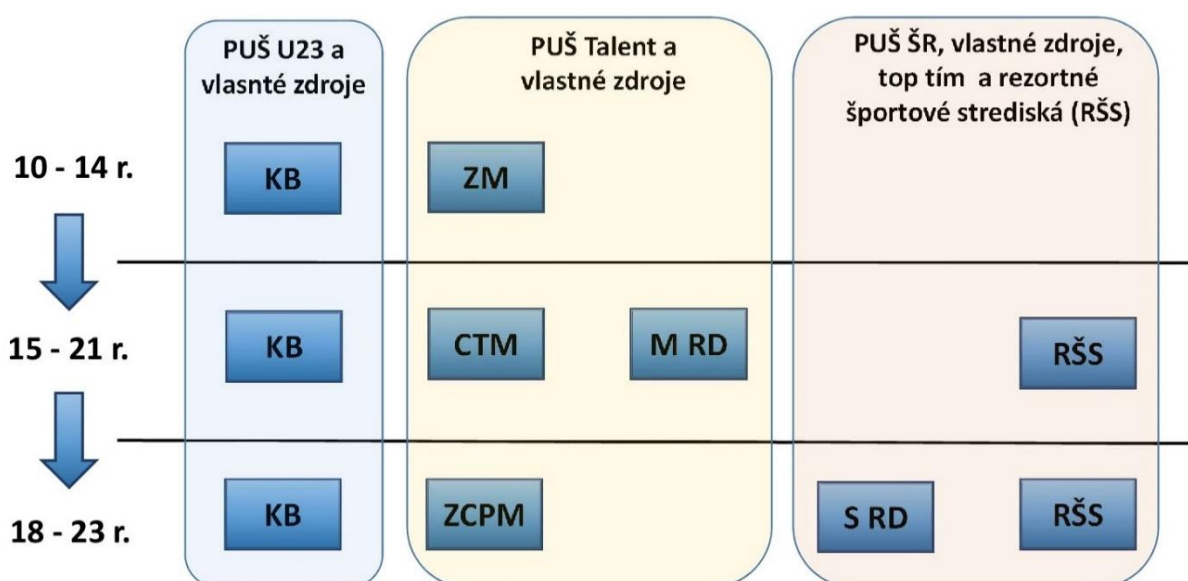 PUŠ U23 a
vlasnté zdroje
PUŠ Talent a
vlastné zdroje
PUŠ ŠR, vlastné zdroje,
top tím a rezortné
športové strediská (RŠS)
10 - 14 r.
KB
ZM
15 - 21 r.
KB
CTM
M RD
RŠS
18 - 23 r.
KB
ZCPM
S RD
RŠS